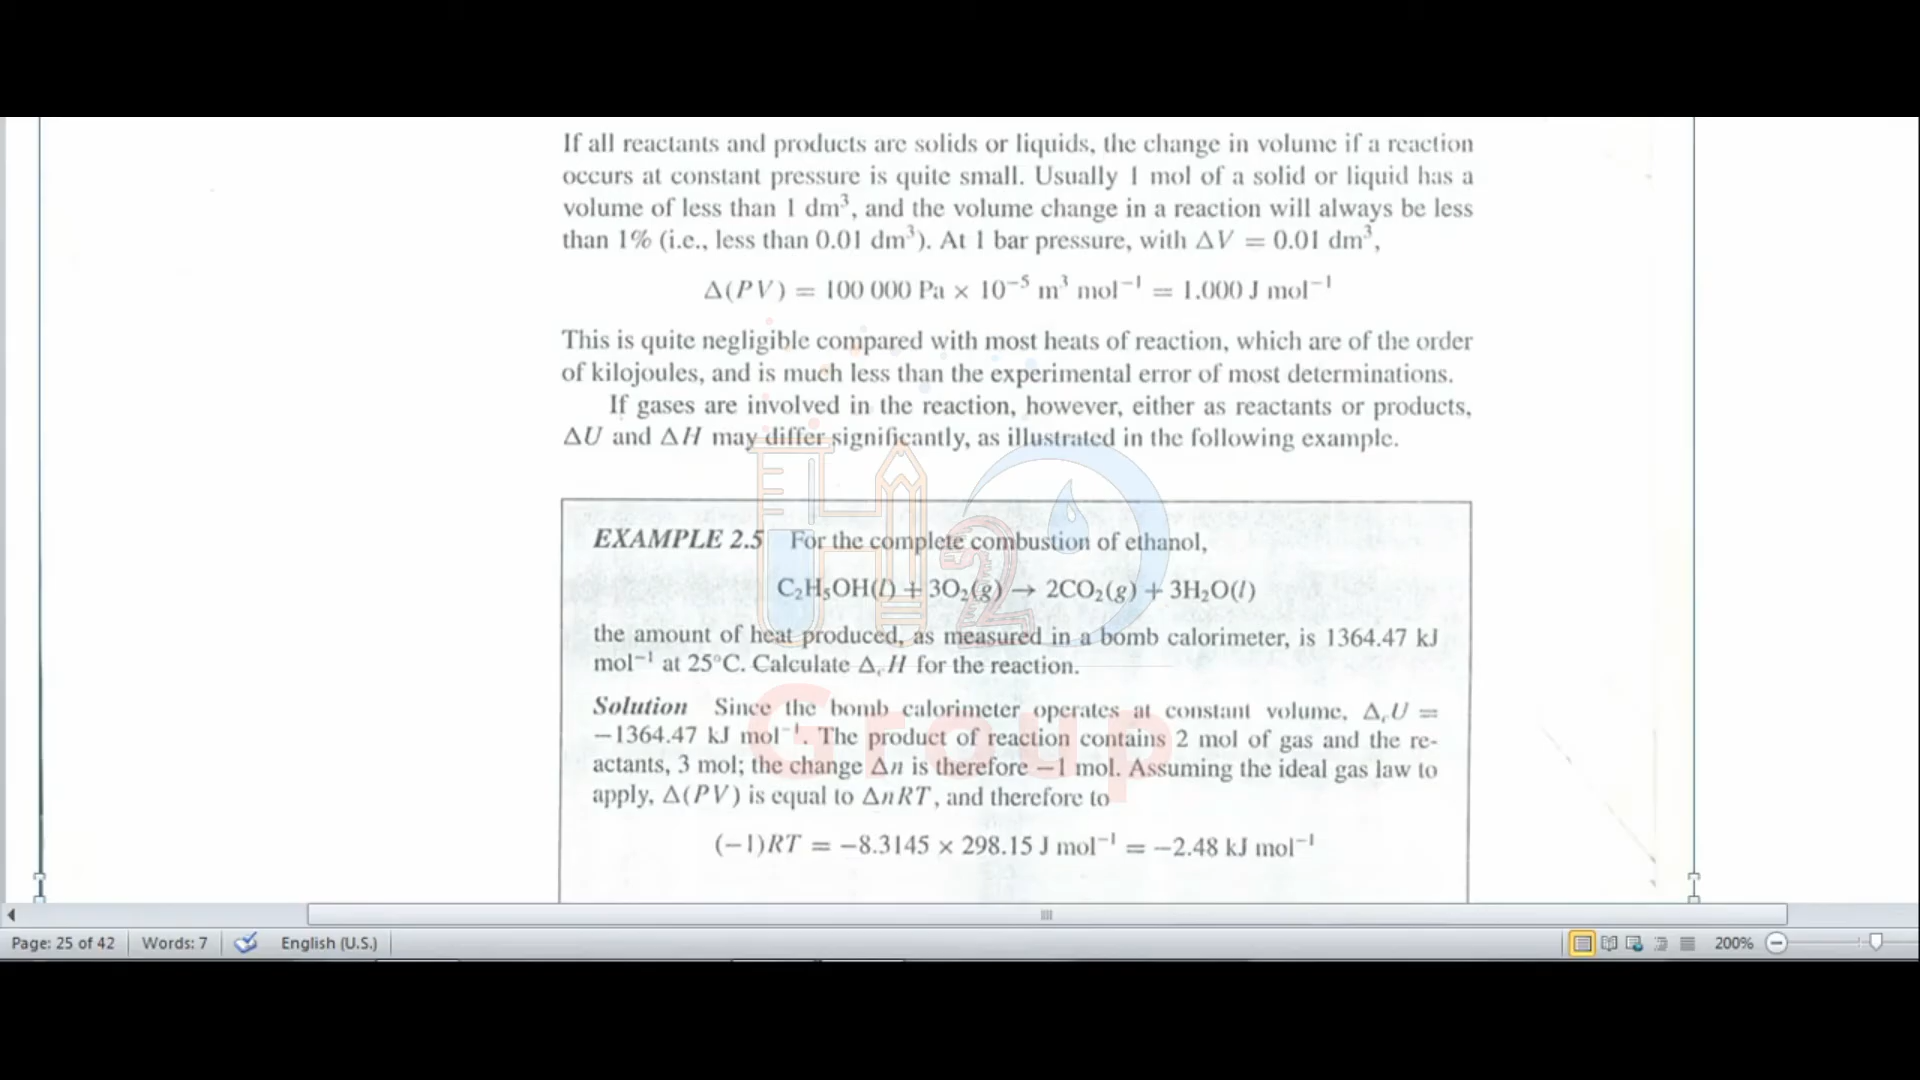 If all reactants and products are solids or liquids, the change in volume if a reaction
occurs at constant pressure is quite small. Usually 1 mol of a solid or liquid has a
volume of less than 1 dm³, and the volume change in a reaction will always be less
than 1% (i.e., less than 0.01 dm³). At 1 bar pressure, with ΔV = 0.01 dm³,
Δ(PV) = 100 000 Pa × 10⁻⁵ m³ mol⁻¹ = 1.000 J mol⁻¹
This is quite negligible compared with most heats of reaction, which are of the order
of kilojoules, and is much less than the experimental error of most determinations.
If gases are involved in the reaction, however, either as reactants or products,
ΔU and ΔH may differ significantly, as illustrated in the following example.
H2O
Group
EXAMPLE 2.5 For the complete combustion of ethanol,
C₂H₅OH(l) + 3O₂(g) → 2CO₂(g) + 3H₂O(l)
the amount of heat produced, as measured in a bomb calorimeter, is 1364.47 kJ
mol⁻¹ at 25°C. Calculate ΔᵣH for the reaction.
Solution Since the bomb calorimeter operates at constant volume, ΔᵣU =
−1364.47 kJ mol⁻¹. The product of reaction contains 2 mol of gas and the re-
actants, 3 mol; the change Δn is therefore −1 mol. Assuming the ideal gas law to
apply, Δ(PV) is equal to ΔnRT, and therefore to
(−1)RT = −8.3145 × 298.15 J mol⁻¹ = −2.48 kJ mol⁻¹
Page: 25 of 42 Words: 7 English (U.S.) 200%